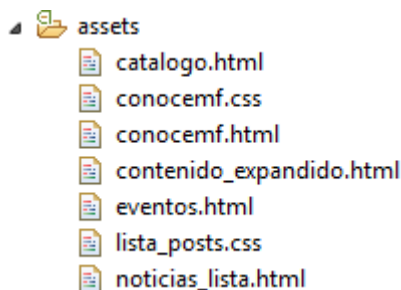 assets
catalogo.html
conocemf.css
conocemf.html
contenido_expandido.html
eventos.html
lista_posts.css
noticias_lista.html